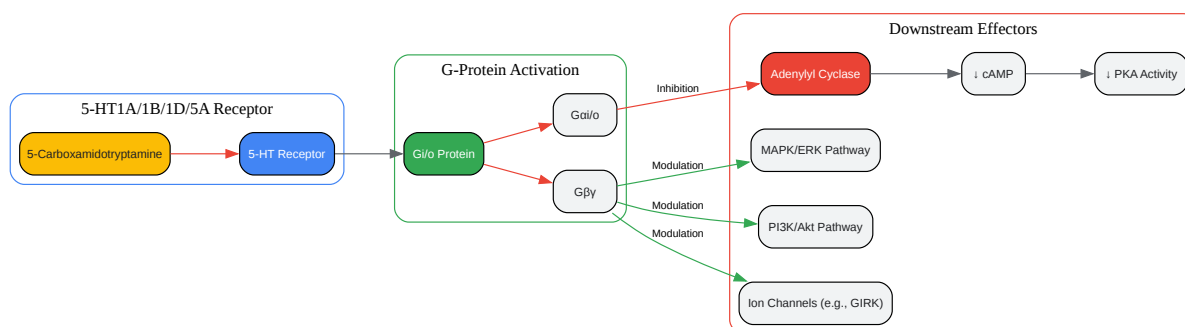 Downstream Effectors
G-Protein Activation
5-HT1A/1B/1D/5A Receptor
5-Carboxamidotryptamine
5-HT Receptor
Gi/o Protein
Gαi/o
Gβγ
Inhibition
Modulation
Modulation
Modulation
Adenylyl Cyclase
↓ cAMP
↓ PKA Activity
MAPK/ERK Pathway
PI3K/Akt Pathway
Ion Channels (e.g., GIRK)